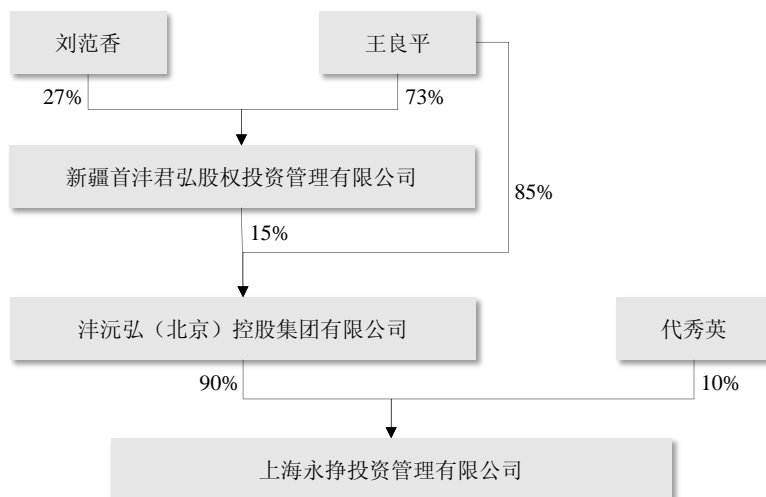 刘范香
王良平
27%
73%
新疆首沣君弘股权投资管理有限公司
85%
15%
沣沅弘（北京）控股集团有限公司
代秀英
90%
10%
上海永挣投资管理有限公司